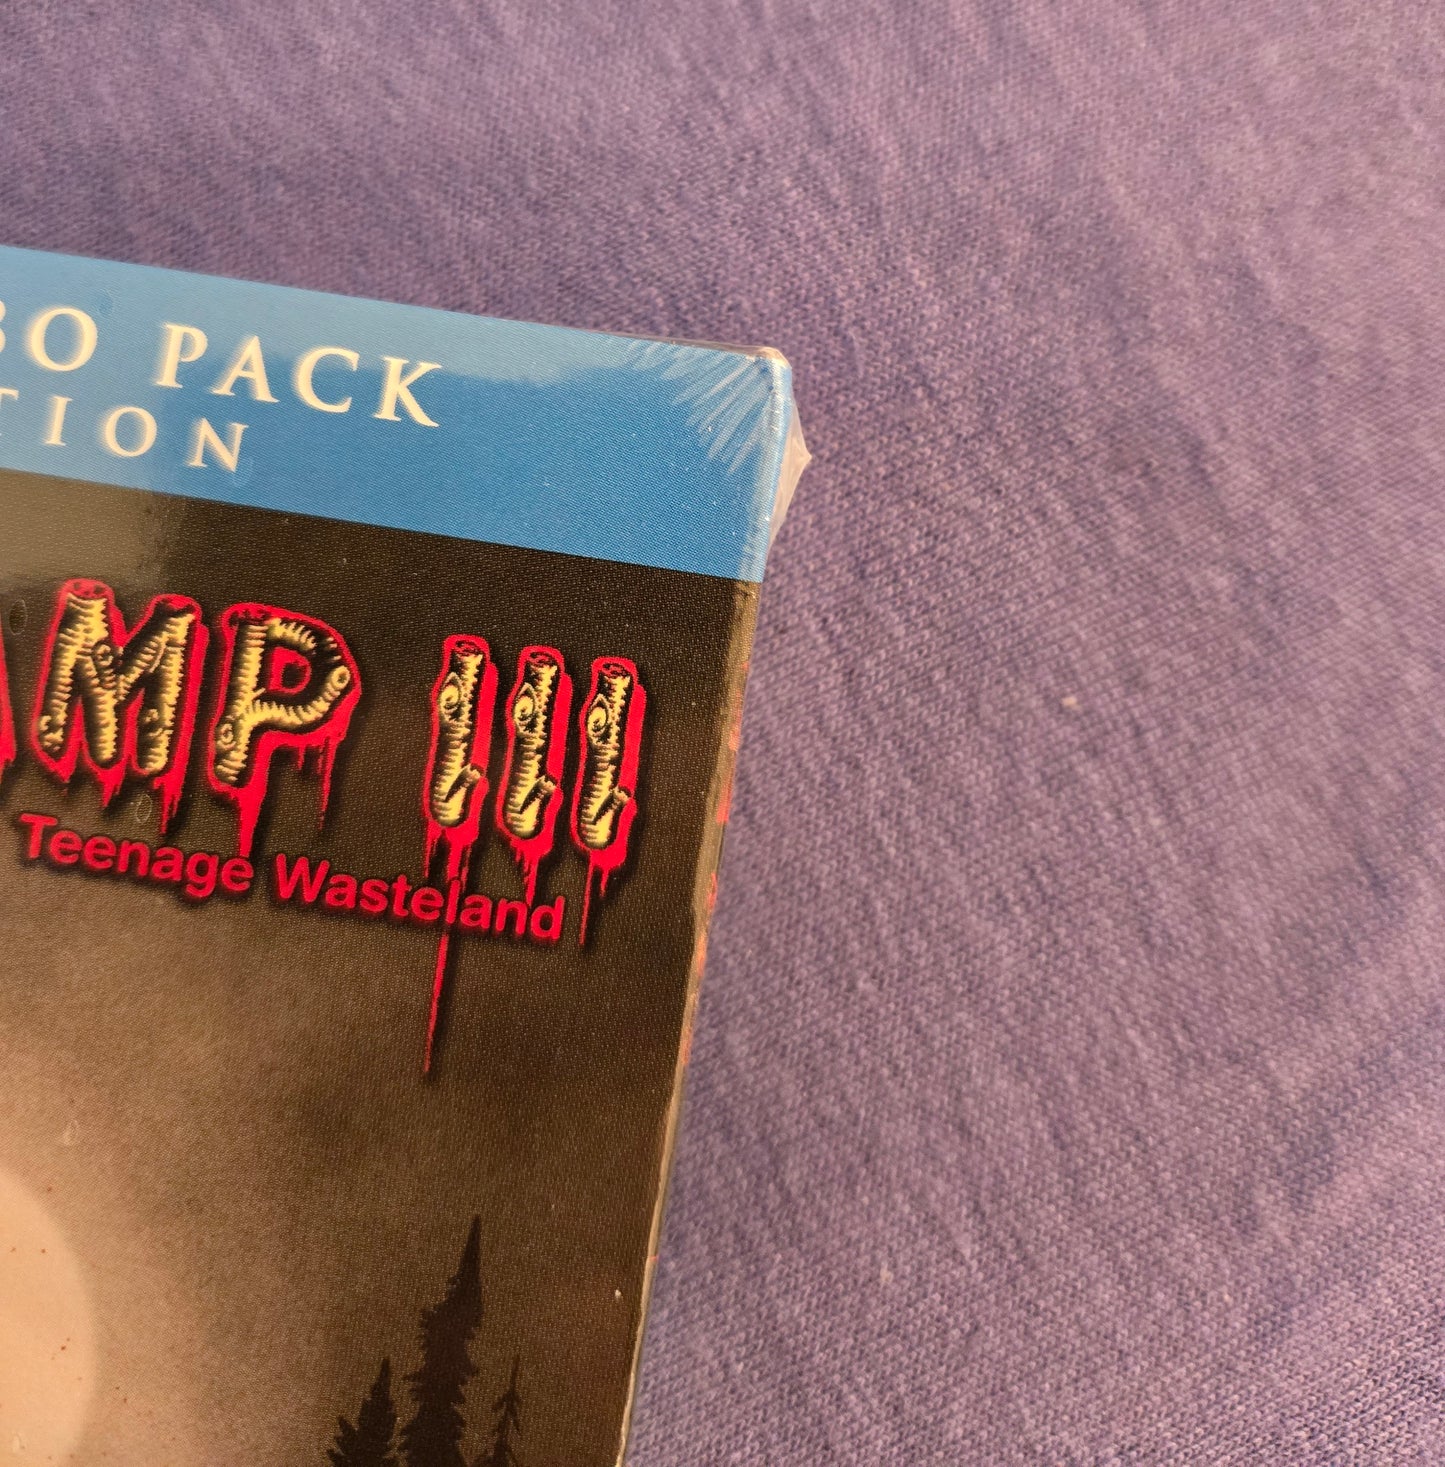 BO PACK
TION
AMP III
Teenage Wasteland